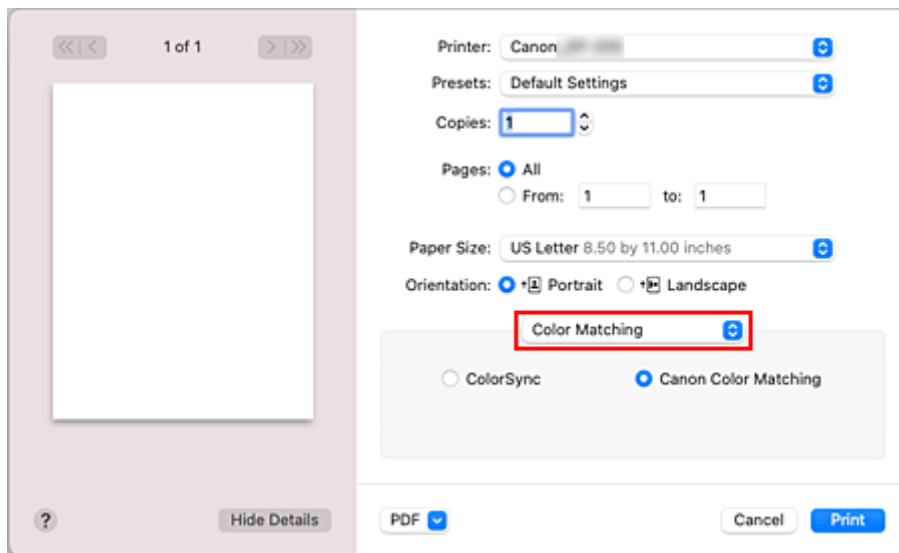 1 of 1
Printer: Canon
Presets: Default Settings
Copies: 1
Pages: All
From: 1 to: 1
Paper Size: US Letter 8.50 by 11.00 inches
Orientation: Portrait Landscape
Color Matching
ColorSync Canon Color Matching
? Hide Details PDF Cancel Print